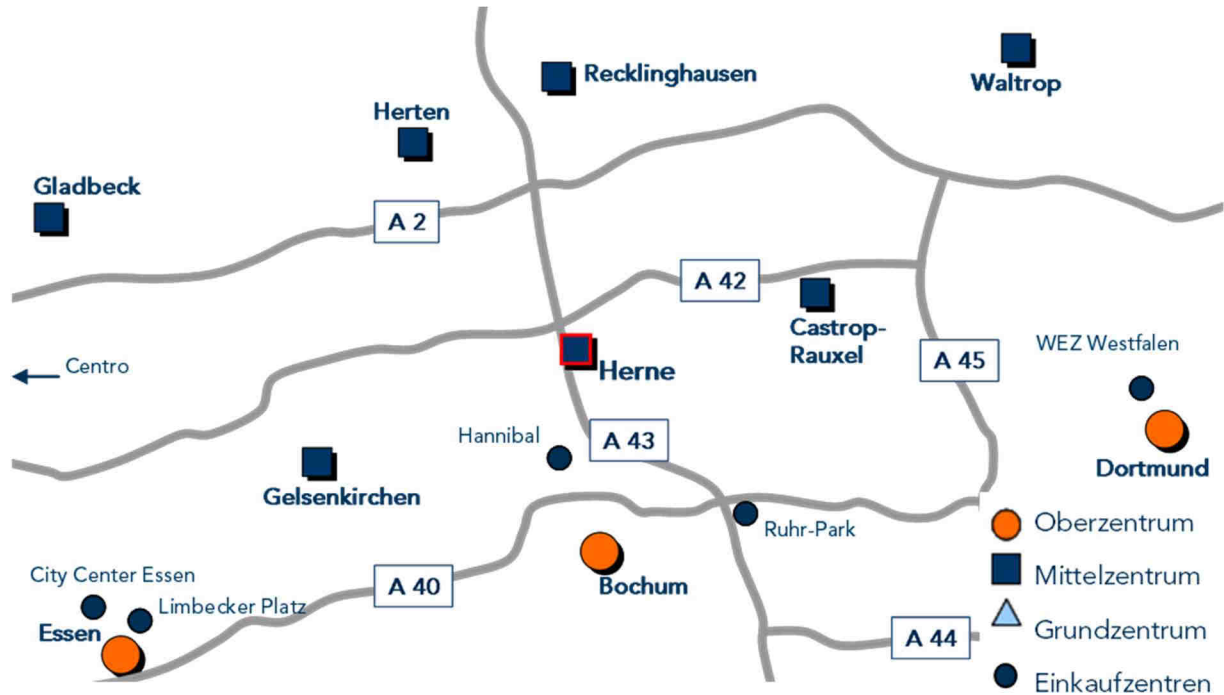 Recklinghausen
Waltrop
Herten
Gladbeck
A 2
A 42
Castrop-
Rauxel
WEZ Westfalen
A 45
Centro
Herne
Hannibal
A 43
Dortmund
Gelsenkirchen
Ruhr-Park
Oberzentrum
City Center Essen
A 40
Bochum
Mittelzentrum
Limbecker Platz
Essen
A 44
Grundzentrum
Einkaufzentren